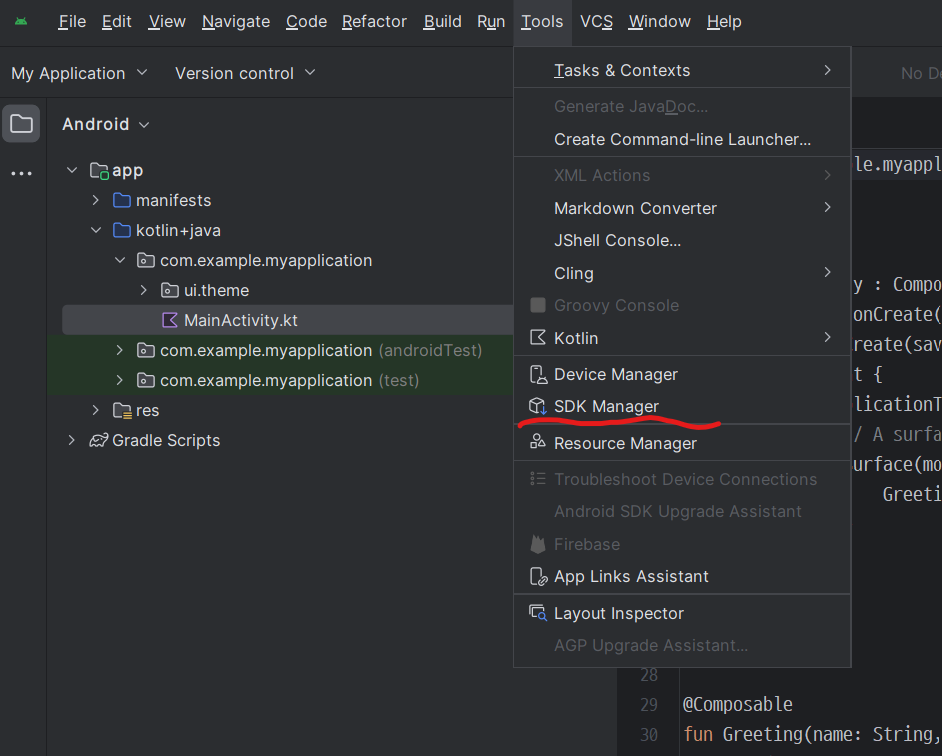 File Edit View Navigate Code Refactor Build Run Tools VCS Window Help
My Application Version control
Android
app
manifests
kotlin+java
com.example.myapplication
ui.theme
MainActivity.kt
com.example.myapplication (androidTest)
com.example.myapplication (test)
res
Gradle Scripts
Tasks & Contexts
Generate JavaDoc...
Create Command-line Launcher...
XML Actions
Markdown Converter
JShell Console...
Cling
Groovy Console
Kotlin
Device Manager
SDK Manager
Resource Manager
Troubleshoot Device Connections
Android SDK Upgrade Assistant
Firebase
App Links Assistant
Layout Inspector
AGP Upgrade Assistant...
No De
le.myappl
y : Compo
onCreate(
reate(sav
t {
licationT
/ A surfa
urface(mo
Greeti
28
29 @Composable
30 fun Greeting(name: String,